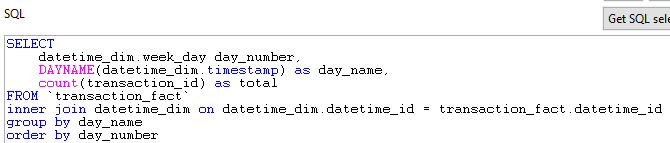 SQL
Get SQL sele
SELECT
datetime_dim.week_day day_number,
DAYNAME(datetime_dim.timestamp) as day_name,
count(transaction_id) as total
FROM `transaction_fact`
inner join datetime_dim on datetime_dim.datetime_id = transaction_fact.datetime_id
group by day_name
order by day_number